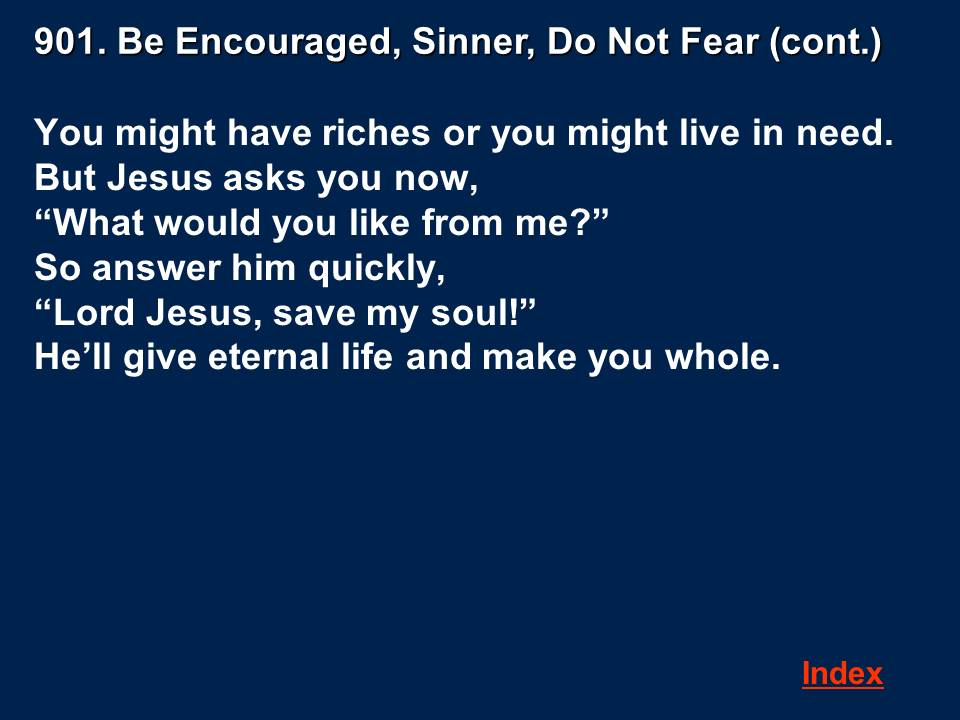 901. Be Encouraged, Sinner, Do Not Fear (cont.)
You might have riches or you might live in need.
But Jesus asks you now,
“What would you like from me?”
So answer him quickly,
“Lord Jesus, save my soul!”
He’ll give eternal life and make you whole.
Index